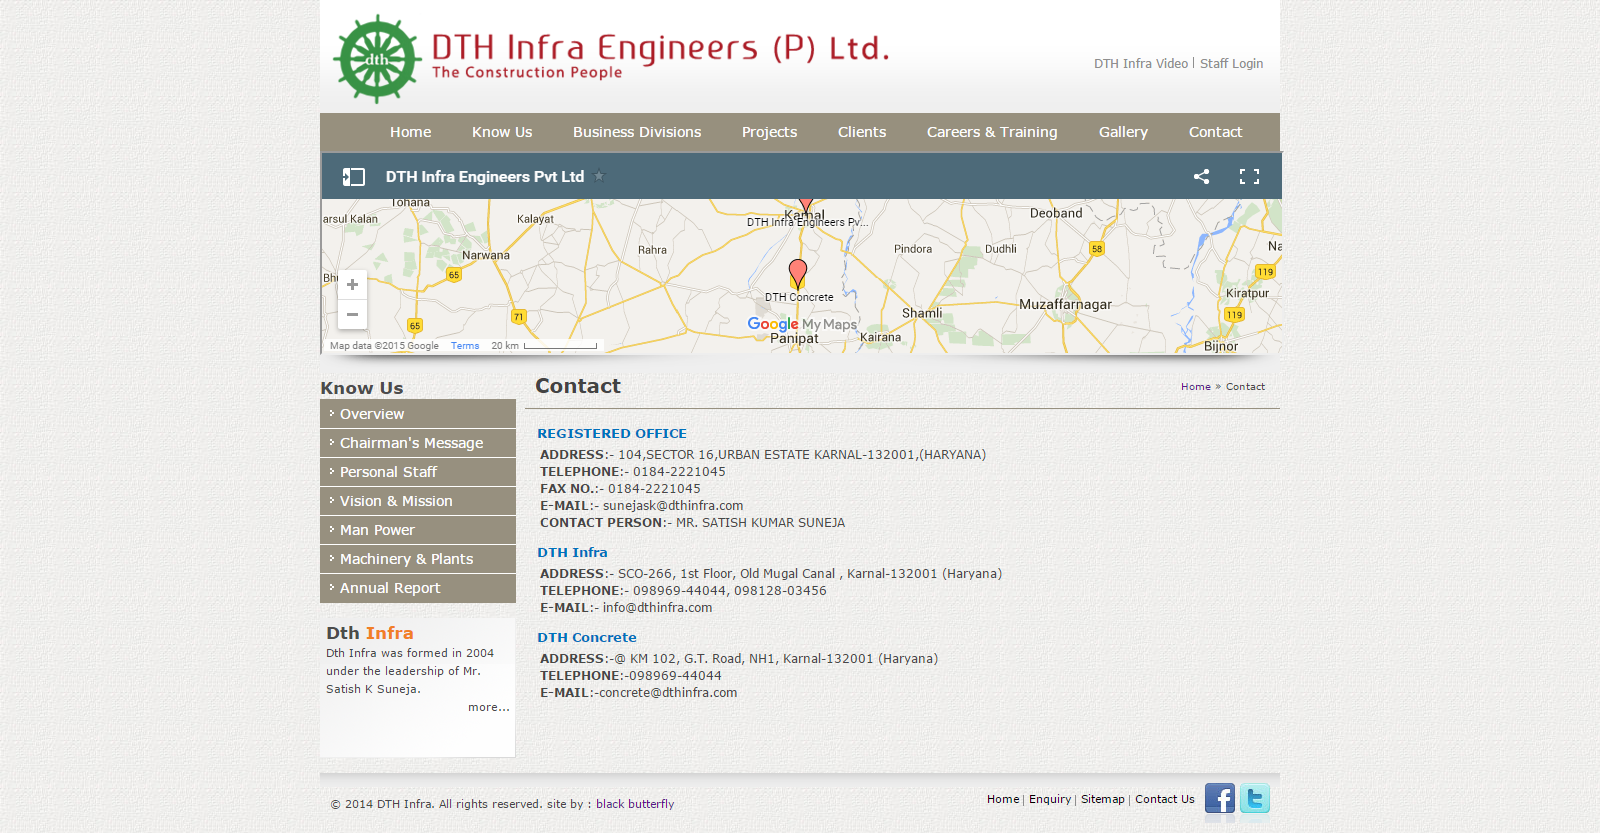 dth
DTH Infra Engineers (P) Ltd.
The Construction People
DTH Infra Video | Staff Login
Home Know Us Business Divisions Projects Clients Careers & Training Gallery Contact
DTH Infra Engineers Pvt Ltd
Tohana
arsul Kalan
Kalayat
Karnal
DTH Infra Engineers Pv...
Deoband
Rahra
Pindora
Dudhli
58
Na
Narwana
65
Bhu
119
Kiratpur
DTH Concrete
Muzaffarnagar
Shamli
119
71
65
Google My Maps
Panipat
Kairana
Bijnor
Map data ©2015 Google Terms 20 km
Know Us
Overview
Chairman's Message
Personal Staff
Vision & Mission
Man Power
Machinery & Plants
Annual Report
Dth Infra
Dth Infra was formed in 2004
under the leadership of Mr.
Satish K Suneja.
more...
Contact
Home » Contact
REGISTERED OFFICE
ADDRESS:- 104,SECTOR 16,URBAN ESTATE KARNAL-132001,(HARYANA)
TELEPHONE:- 0184-2221045
FAX NO.:- 0184-2221045
E-MAIL:- sunejask@dthinfra.com
CONTACT PERSON:- MR. SATISH KUMAR SUNEJA
DTH Infra
ADDRESS:- SCO-266, 1st Floor, Old Mugal Canal , Karnal-132001 (Haryana)
TELEPHONE:- 098969-44044, 098128-03456
E-MAIL:- info@dthinfra.com
DTH Concrete
ADDRESS:-@ KM 102, G.T. Road, NH1, Karnal-132001 (Haryana)
TELEPHONE:-098969-44044
E-MAIL:-concrete@dthinfra.com
© 2014 DTH Infra. All rights reserved. site by : black butterfly
Home | Enquiry | Sitemap | Contact Us